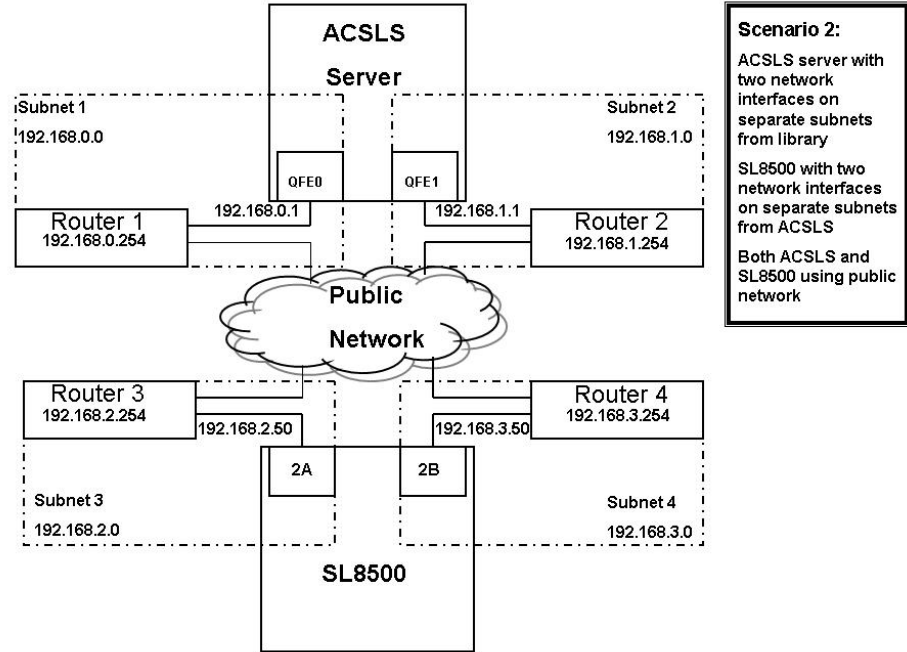 ACSLS
Server
Subnet 1
192.168.0.0
Subnet 2
192.168.1.0
QFE0
QFE1
192.168.0.1
192.168.1.1
Router 1
192.168.0.254
Router 2
192.168.1.254
Public
Network
Router 3
192.168.2.254
Router 4
192.168.3.254
192.168.2.50
192.168.3.50
2A
2B
Subnet 3
192.168.2.0
Subnet 4
192.168.3.0
SL8500
Scenario 2:
ACSLS server with
two network
interfaces on
separate subnets
from library
SL8500 with two
network interfaces
on separate subnets
from ACSLS
Both ACSLS and
SL8500 using public
network